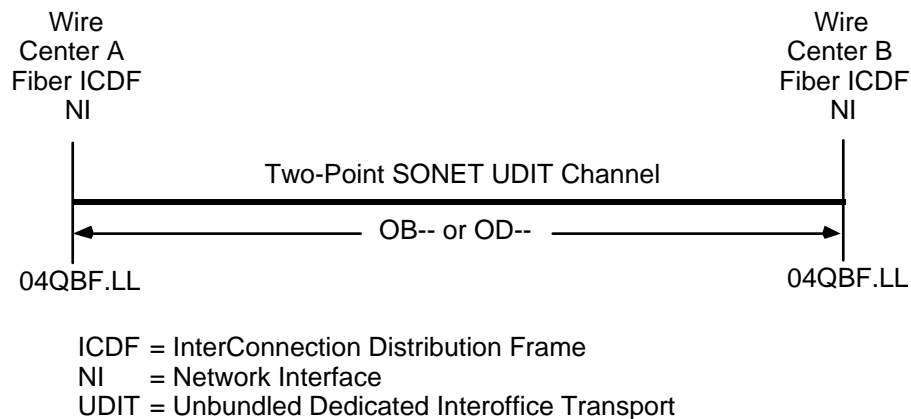 Wire
Center A
Fiber ICDF
NI
Wire
Center B
Fiber ICDF
NI
Two-Point SONET UDIT Channel
OB-- or OD--
04QBF.LL
04QBF.LL
ICDF = InterConnection Distribution Frame
NI = Network Interface
UDIT = Unbundled Dedicated Interoffice Transport